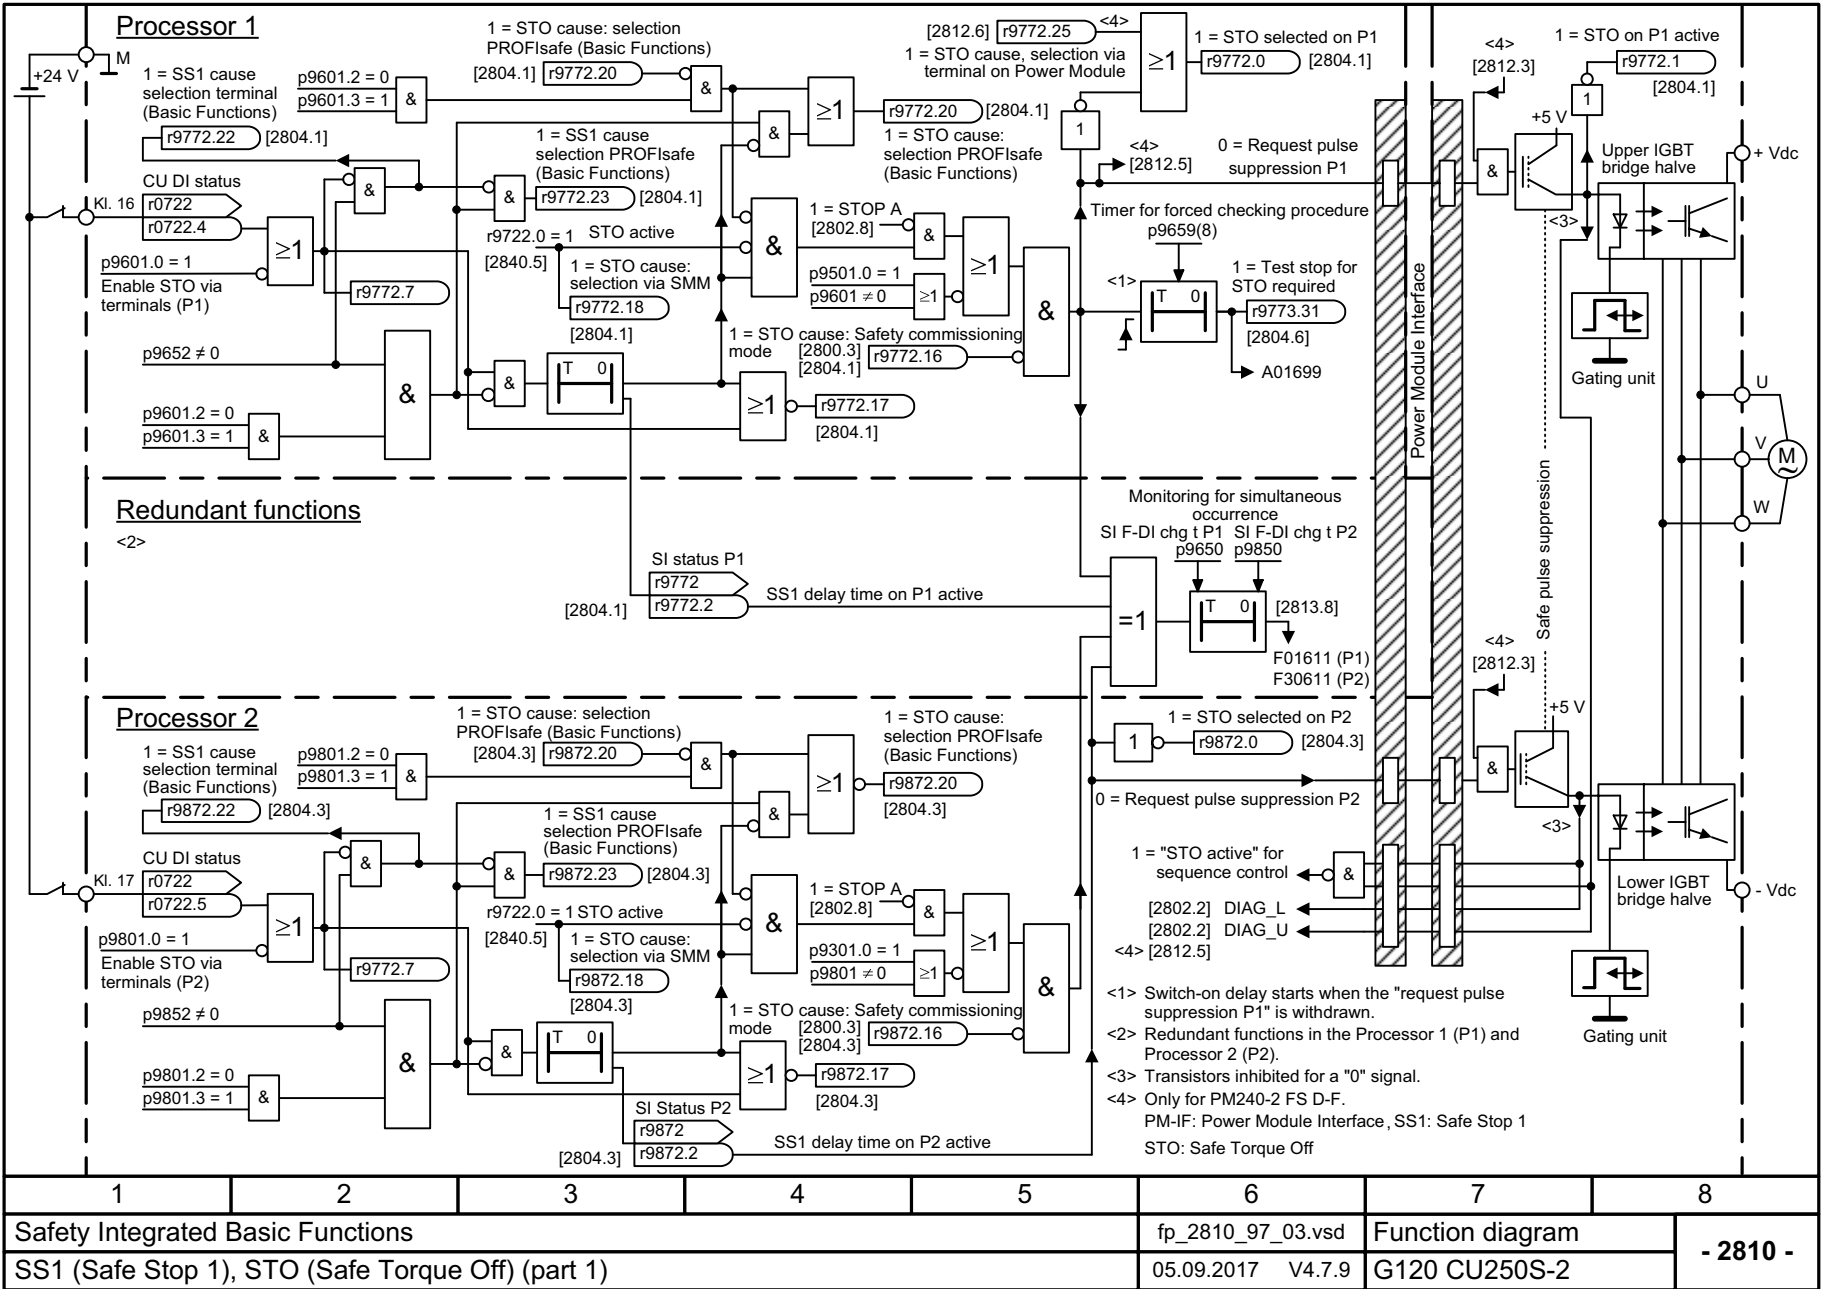 Processor 1
M
+24 V
1 = SS1 cause
selection terminal
(Basic Functions)
r9772.22
[2804.1]
p9601.2 = 0
p9601.3 = 1
&
1 = STO cause: selection
PROFIsafe (Basic Functions)
[2804.1]
r9772.20
&
≥1
r9772.20
[2804.1]
1 = STO cause:
selection PROFIsafe
(Basic Functions)
[2812.6]
r9772.25
<4>
1 = STO cause, selection via
terminal on Power Module
≥1
1 = STO selected on P1
r9772.0
[2804.1]
<4>
[2812.3]
1 = STO on P1 active
r9772.1
[2804.1]
1
1
+5 V
CU DI status
Kl. 16
r0722
r0722.4
≥1
p9601.0 = 1
Enable STO via
terminals (P1)
r9772.7
&
&
1 = SS1 cause
selection PROFIsafe
(Basic Functions)
r9772.23
[2804.1]
&
<4>
[2812.5]
0 = Request pulse
suppression P1
&
Upper IGBT
bridge halve
+ Vdc
<3>
r9722.0 = 1
STO active
[2840.5]
1 = STO cause:
selection via SMM
r9772.18
[2804.1]
&
1 = STOP A
[2802.8]
&
p9501.0 = 1
p9601 ≠ 0
≥1
≥1
Timer for forced checking procedure
p9659(8)
<1>
T 0
1 = Test stop for
STO required
r9773.31
[2804.6]
A01699
p9652 ≠ 0
&
&
T 0
1 = STO cause: Safety commissioning
mode
[2800.3]
[2804.1]
r9772.16
&
≥1
r9772.17
[2804.1]
p9601.2 = 0
p9601.3 = 1
&
Power Module Interface
Gating unit
U
V
W
M
~
Safe pulse suppression
Redundant functions
<2>
SI status P1
r9772
r9772.2
[2804.1]
SS1 delay time on P1 active
Monitoring for simultaneous
occurrence
SI F-DI chg t P1
SI F-DI chg t P2
p9650
p9850
=1
T 0
[2813.8]
F01611 (P1)
F30611 (P2)
<4>
[2812.3]
Processor 2
1 = SS1 cause
selection terminal
(Basic Functions)
r9872.22
[2804.3]
p9801.2 = 0
p9801.3 = 1
&
1 = STO cause: selection
PROFIsafe (Basic Functions)
[2804.3]
r9872.20
&
≥1
1 = STO cause:
selection PROFIsafe
(Basic Functions)
r9872.20
[2804.3]
1
1 = STO selected on P2
r9872.0
[2804.3]
0 = Request pulse suppression P2
&
+5 V
<3>
CU DI status
Kl. 17
r0722
r0722.5
≥1
p9801.0 = 1
Enable STO via
terminals (P2)
r9772.7
&
&
1 = SS1 cause
selection PROFIsafe
(Basic Functions)
r9872.23
[2804.3]
&
r9722.0 = 1
STO active
[2840.5]
1 = STO cause:
selection via SMM
r9872.18
[2804.3]
&
1 = STOP A
[2802.8]
&
p9301.0 = 1
p9801 ≠ 0
≥1
≥1
1 = "STO active" for
sequence control
&
[2802.2] DIAG_L
[2802.2] DIAG_U
<4> [2812.5]
Lower IGBT
bridge halve
- Vdc
Gating unit
p9852 ≠ 0
&
&
T 0
1 = STO cause: Safety commissioning
mode
[2800.3]
[2804.3]
r9872.16
&
≥1
r9872.17
[2804.3]
p9801.2 = 0
p9801.3 = 1
&
SI Status P2
r9872
r9872.2
[2804.3]
SS1 delay time on P2 active
<1> Switch-on delay starts when the "request pulse
suppression P1" is withdrawn.
<2> Redundant functions in the Processor 1 (P1) and
Processor 2 (P2).
<3> Transistors inhibited for a "0" signal.
<4> Only for PM240-2 FS D-F.
PM-IF: Power Module Interface, SS1: Safe Stop 1
STO: Safe Torque Off
1 2 3 4 5 6 7 8
Safety Integrated Basic Functions
fp_2810_97_03.vsd
Function diagram
- 2810 -
SS1 (Safe Stop 1), STO (Safe Torque Off) (part 1)
05.09.2017 V4.7.9
G120 CU250S-2